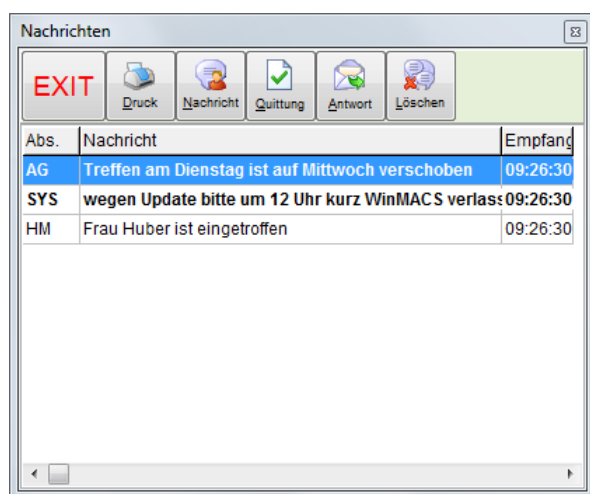 Nachrichten
EXIT
Druck
Nachricht
Quittung
Antwort
Löschen
Abs. Nachricht Empfang
AG Treffen am Dienstag ist auf Mittwoch verschoben 09:26:30
SYS wegen Update bitte um 12 Uhr kurz WinMACS verlass 09:26:30
HM Frau Huber ist eingetroffen 09:26:30